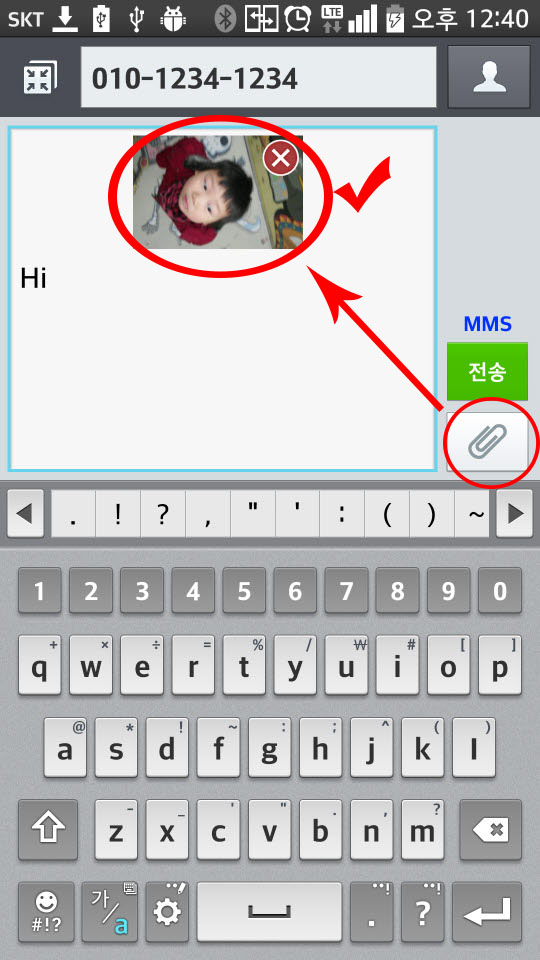 SKT LTE 오후 12:40
010-1234-1234
Hi
MMS
전송
. ! ? , " ' : ( ) ~
1 2 3 4 5 6 7 8 9 0
+ × ÷ = % / ₩ # [ ]
q w e r t y u i o p
@ * ! ~ : ; ^ ( )
a s d f g h j k l
- _ ' " . , ?
z x c v b n m
#!? 가/a . ?